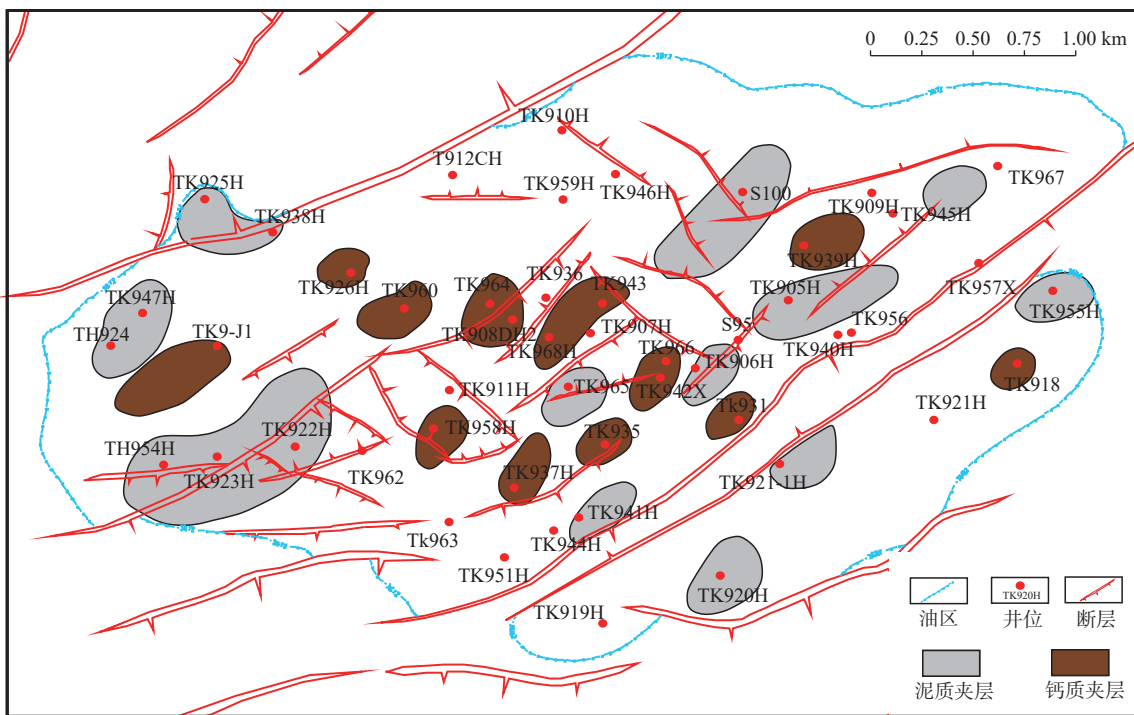 0 0.25 0.50 0.75 1.00 km
TK910H
T912CH
TK925H
TK959H
TK946H
S100
TK967
TK909H
TK945H
TK938H
TK939H
TK926H
TK936
TK943
TK957X
TK947H
TK960
TK964
TK905H
TK955H
TH924
TK9-J1
TK908DH2
TK907H
S95
TK956
TK968H
TK966
TK906H
TK940H
TK918
TK911H
TK965
TK942X
TK921H
Tk931
TK958H
TK935
TK922H
TH954H
TK923H
TK962
TK937H
TK921-1H
TK941H
Tk963
TK944H
TK951H
TK920H
TK919H
TK920H
油区 井位 断层
泥质夹层 钙质夹层